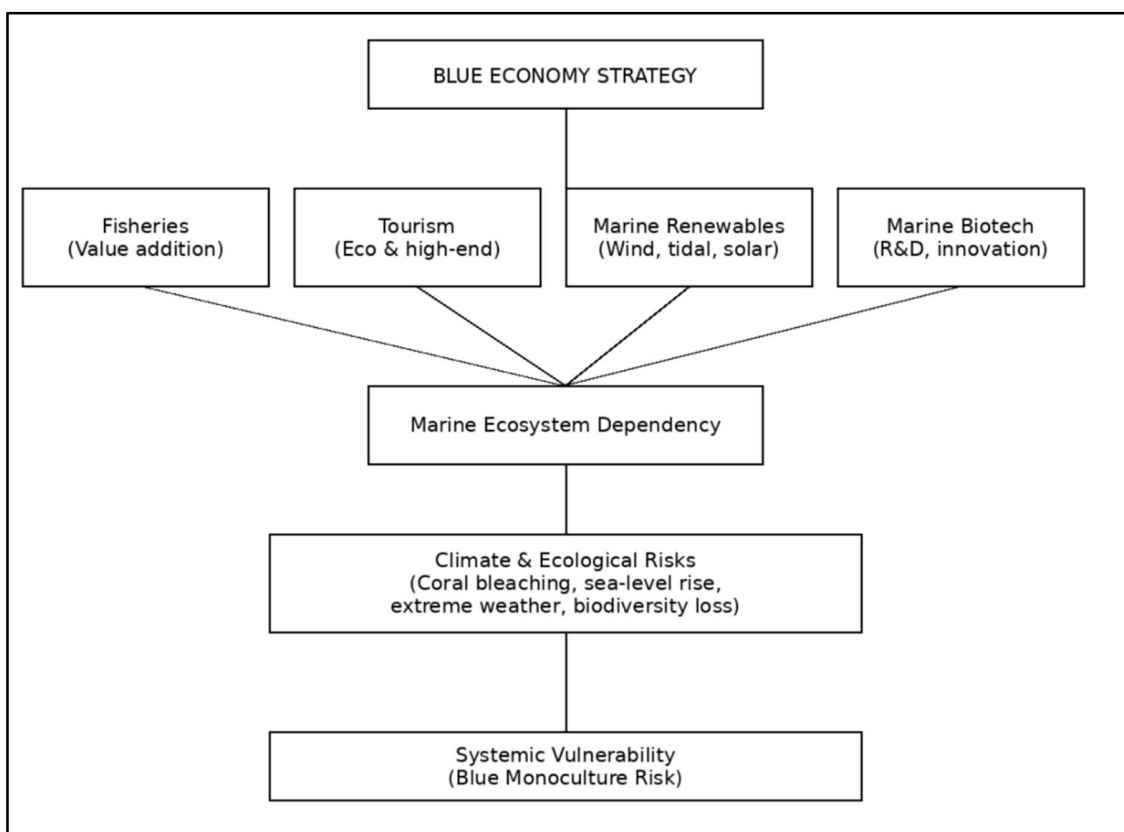 BLUE ECONOMY STRATEGY
Fisheries
(Value addition)
Tourism
(Eco & high-end)
Marine Renewables
(Wind, tidal, solar)
Marine Biotech
(R&D, innovation)
Marine Ecosystem Dependency
Climate & Ecological Risks
(Coral bleaching, sea-level rise,
extreme weather, biodiversity loss)
Systemic Vulnerability
(Blue Monoculture Risk)